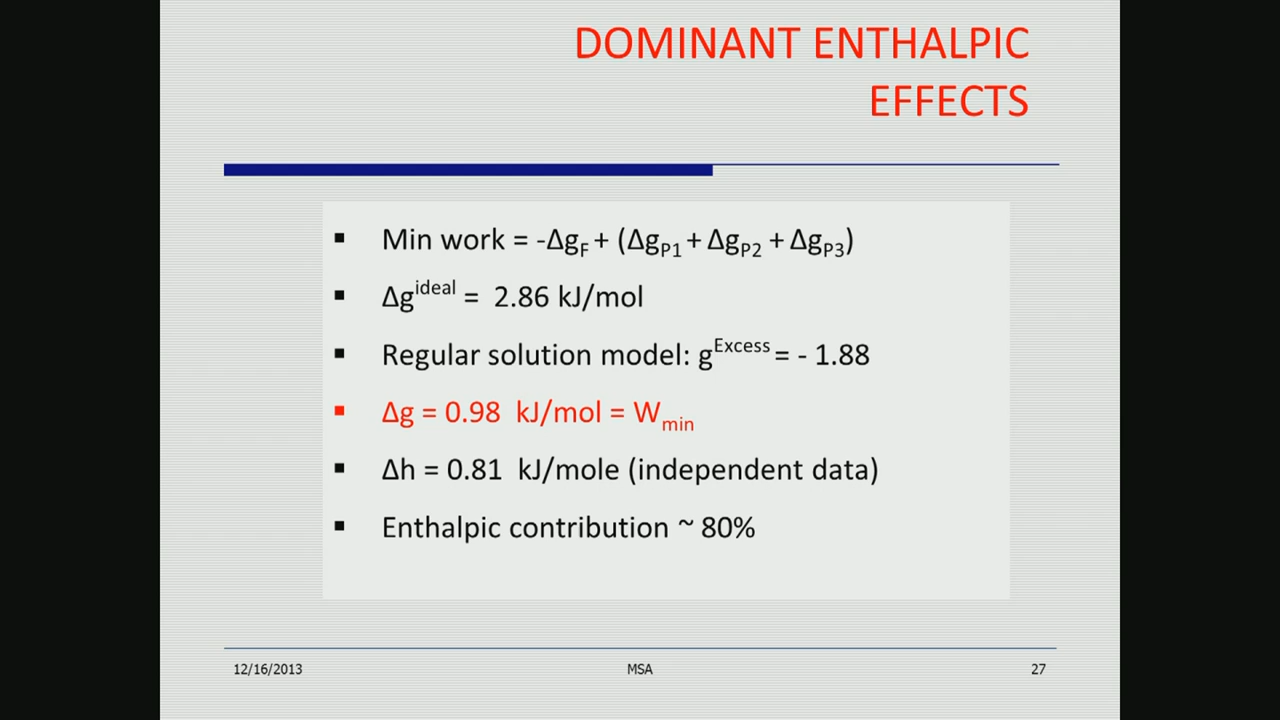 DOMINANT ENTHALPIC
EFFECTS
▪ Min work = -Δg_F + (Δg_P1 + Δg_P2 + Δg_P3)
▪ Δg^ideal = 2.86 kJ/mol
▪ Regular solution model: g^Excess = - 1.88
▪ Δg = 0.98 kJ/mol = W_min
▪ Δh = 0.81 kJ/mole (independent data)
▪ Enthalpic contribution ~ 80%
12/16/2013 MSA 27